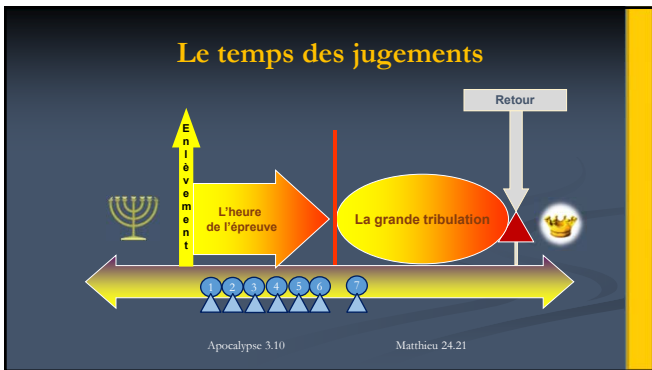 Le temps des jugements
Retour
Enlèvement
L'heure
de l'épreuve
La grande tribulation
1 2 3 4 5 6 7
Apocalypse 3.10 Matthieu 24.21